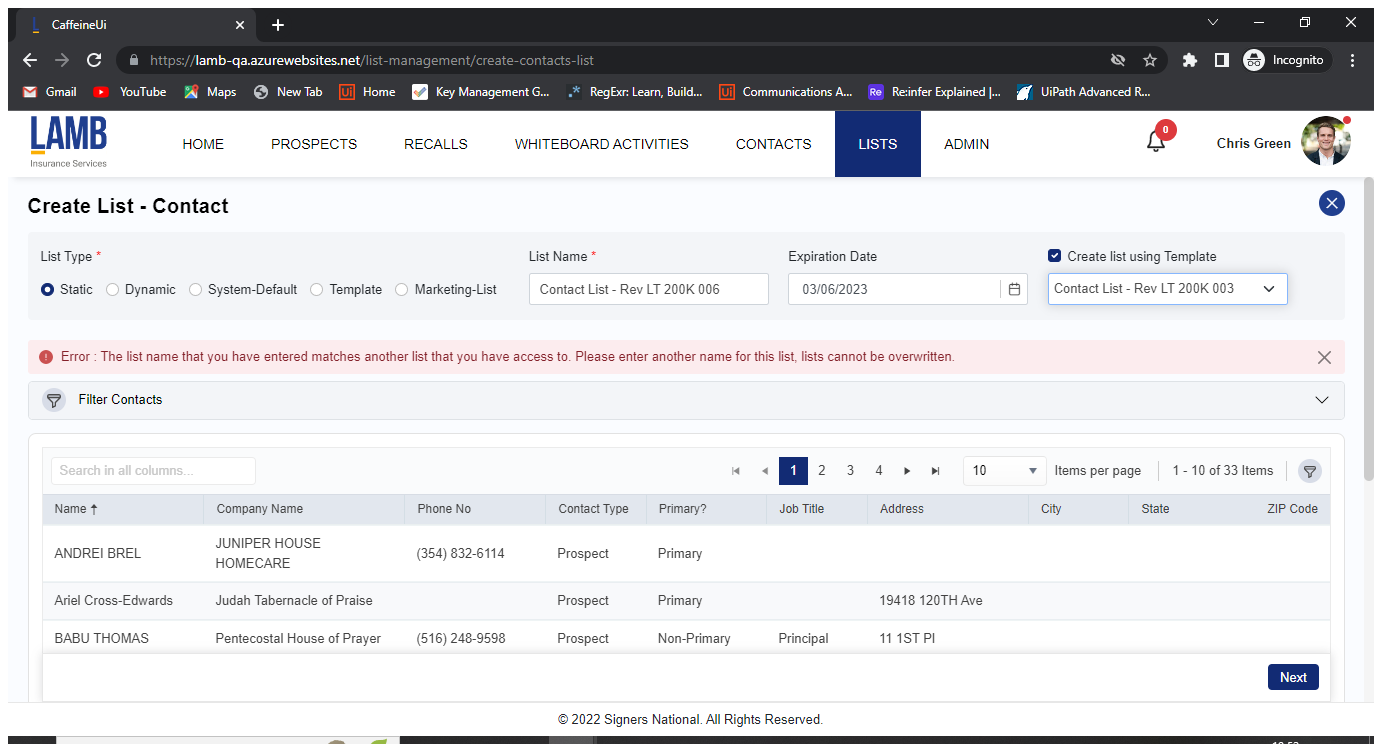 CaffeineUi
https://lamb-qa.azurewebsites.net/list-management/create-contacts-list
Incognito
Gmail YouTube Maps New Tab Home Key Management G... RegExr: Learn, Build... Communications A... Re:infer Explained |... UiPath Advanced R...
LAMB
Insurance Services
HOME PROSPECTS RECALLS WHITEBOARD ACTIVITIES CONTACTS LISTS ADMIN 0 Chris Green
Create List - Contact
List Type * List Name * Expiration Date Create list using Template
Static Dynamic System-Default Template Marketing-List Contact List - Rev LT 200K 006 03/06/2023 Contact List - Rev LT 200K 003
Error : The list name that you have entered matches another list that you have access to. Please enter another name for this list, lists cannot be overwritten.
Filter Contacts
Search in all columns... 1 2 3 4 10 Items per page 1 - 10 of 33 Items
Name Company Name Phone No Contact Type Primary? Job Title Address City State ZIP Code
ANDREI BREL JUNIPER HOUSE HOMECARE (354) 832-6114 Prospect Primary
Ariel Cross-Edwards Judah Tabernacle of Praise Prospect Primary 19418 120TH Ave
BABU THOMAS Pentecostal House of Prayer (516) 248-9598 Prospect Non-Primary Principal 11 1ST Pl
Next
© 2022 Signers National. All Rights Reserved.